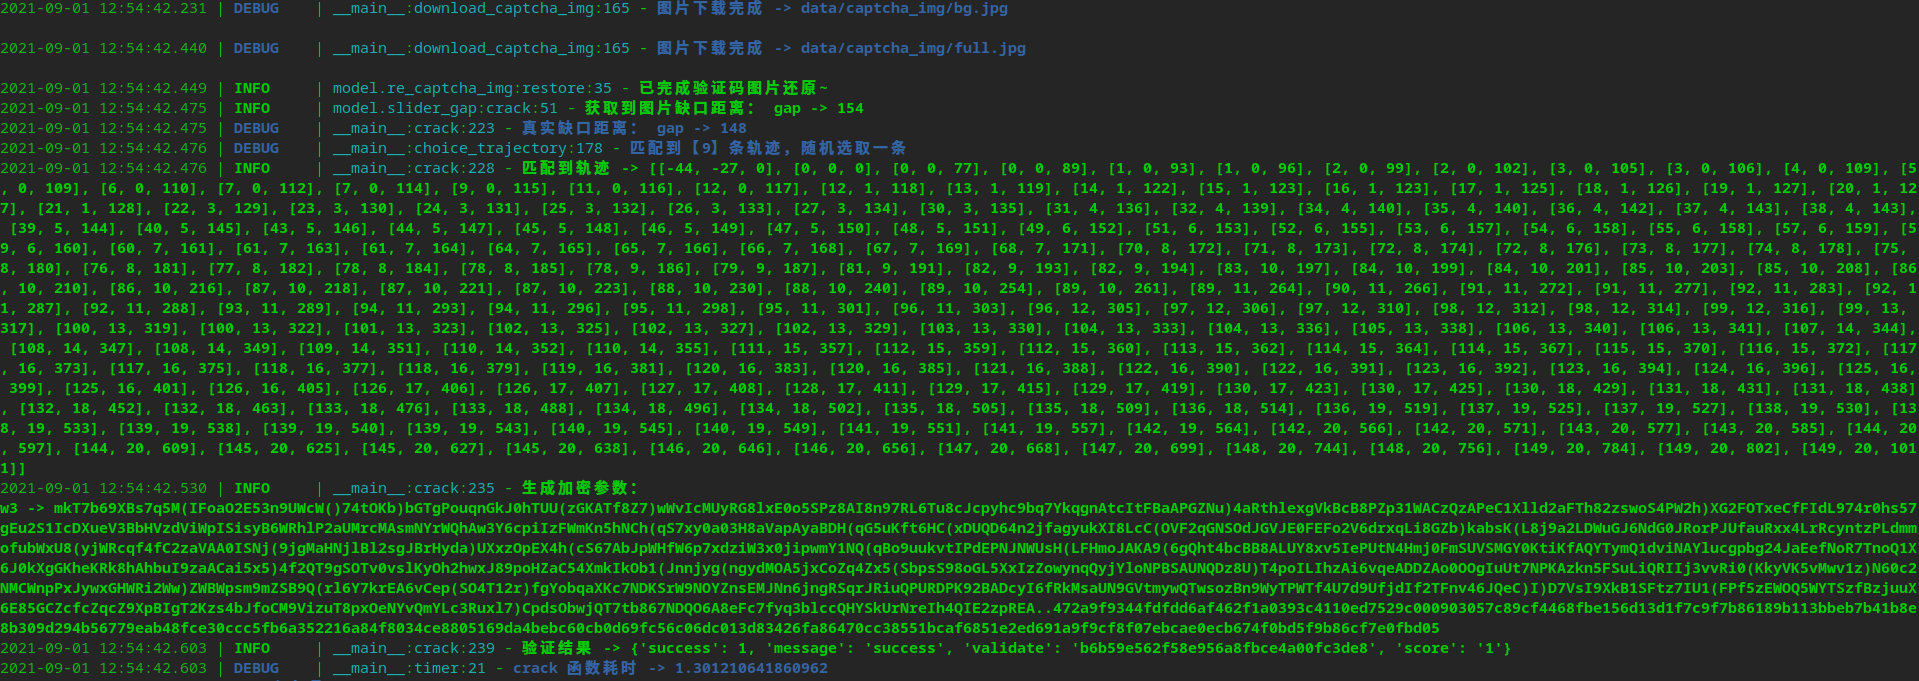 2021-09-01 12:54:42.231 | DEBUG    | __main__:download_captcha_img:165 - 图片下载完成 -> data/captcha_img/bg.jpg
2021-09-01 12:54:42.440 | DEBUG    | __main__:download_captcha_img:165 - 图片下载完成 -> data/captcha_img/full.jpg
2021-09-01 12:54:42.449 | INFO     | model.re_captcha_img:restore:35 - 已完成验证码图片还原~
2021-09-01 12:54:42.475 | INFO     | model.slider_gap:crack:51 - 获取到图片缺口距离: gap -> 154
2021-09-01 12:54:42.475 | DEBUG    | __main__:crack:223 - 真实缺口距离: gap -> 148
2021-09-01 12:54:42.476 | DEBUG    | __main__:choice_trajectory:178 - 匹配到【9】条轨迹，随机选取一条
2021-09-01 12:54:42.476 | INFO     | __main__:crack:228 - 匹配到轨迹 -> [[-44, -27, 0], [0, 0, 0], [0, 0, 77], [0, 0, 89], [1, 0, 93], [1, 0, 96], [2, 0, 99], [2, 0, 102], [3, 0, 105], [3, 0, 106], [4, 0, 109], [5
, 0, 109], [6, 0, 110], [7, 0, 112], [7, 0, 114], [9, 0, 115], [11, 0, 116], [12, 0, 117], [12, 1, 118], [13, 1, 119], [14, 1, 122], [15, 1, 123], [16, 1, 123], [17, 1, 125], [18, 1, 126], [19, 1, 127], [20, 1, 12
7], [21, 1, 128], [22, 3, 129], [23, 3, 130], [24, 3, 131], [25, 3, 132], [26, 3, 133], [27, 3, 134], [30, 3, 135], [31, 4, 136], [32, 4, 139], [34, 4, 140], [35, 4, 140], [36, 4, 142], [37, 4, 143], [38, 4, 143],
[39, 5, 144], [40, 5, 145], [43, 5, 146], [44, 5, 147], [45, 5, 148], [46, 5, 149], [47, 5, 150], [48, 5, 151], [49, 6, 152], [51, 6, 153], [52, 6, 155], [53, 6, 157], [54, 6, 158], [55, 6, 158], [57, 6, 159], [5
9, 6, 160], [60, 7, 161], [61, 7, 163], [61, 7, 164], [64, 7, 165], [65, 7, 166], [66, 7, 168], [67, 7, 169], [68, 7, 171], [70, 8, 172], [71, 8, 173], [72, 8, 174], [72, 8, 176], [73, 8, 177], [74, 8, 178], [75,
8, 180], [76, 8, 181], [77, 8, 182], [78, 8, 184], [78, 8, 185], [78, 9, 186], [79, 9, 187], [81, 9, 191], [82, 9, 193], [82, 9, 194], [83, 10, 197], [84, 10, 199], [84, 10, 201], [85, 10, 203], [85, 10, 208], [86
, 10, 210], [86, 10, 216], [87, 10, 218], [87, 10, 221], [87, 10, 223], [88, 10, 230], [88, 10, 240], [89, 10, 254], [89, 10, 261], [89, 11, 264], [90, 11, 266], [91, 11, 272], [91, 11, 277], [92, 11, 283], [92, 1
1, 287], [92, 11, 288], [93, 11, 289], [94, 11, 293], [94, 11, 296], [95, 11, 298], [95, 11, 301], [96, 11, 303], [96, 12, 305], [97, 12, 306], [97, 12, 310], [98, 12, 312], [98, 12, 314], [99, 12, 316], [99, 13,
317], [100, 13, 319], [100, 13, 322], [101, 13, 323], [102, 13, 325], [102, 13, 327], [102, 13, 329], [103, 13, 330], [104, 13, 333], [104, 13, 336], [105, 13, 338], [106, 13, 340], [106, 13, 341], [107, 14, 344],
[108, 14, 347], [108, 14, 349], [109, 14, 351], [110, 14, 352], [110, 14, 355], [111, 15, 357], [112, 15, 359], [112, 15, 360], [113, 15, 362], [114, 15, 364], [114, 15, 367], [115, 15, 370], [116, 15, 372], [117
, 16, 373], [117, 16, 375], [118, 16, 377], [118, 16, 379], [119, 16, 381], [120, 16, 383], [120, 16, 385], [121, 16, 388], [122, 16, 390], [122, 16, 391], [123, 16, 392], [123, 16, 394], [124, 16, 396], [125, 16,
399], [125, 16, 401], [126, 16, 405], [126, 17, 406], [126, 17, 407], [127, 17, 408], [128, 17, 411], [129, 17, 415], [129, 17, 419], [130, 17, 423], [130, 17, 425], [130, 18, 429], [131, 18, 431], [131, 18, 438]
, [132, 18, 452], [132, 18, 463], [133, 18, 476], [133, 18, 488], [134, 18, 496], [134, 18, 502], [135, 18, 505], [135, 18, 509], [136, 18, 514], [136, 19, 519], [137, 19, 525], [137, 19, 527], [138, 19, 530], [13
8, 19, 533], [139, 19, 538], [139, 19, 540], [139, 19, 543], [140, 19, 545], [140, 19, 549], [141, 19, 551], [141, 19, 557], [142, 19, 564], [142, 20, 566], [142, 20, 571], [143, 20, 577], [143, 20, 585], [144, 20
, 597], [144, 20, 609], [145, 20, 625], [145, 20, 627], [145, 20, 638], [146, 20, 646], [146, 20, 656], [147, 20, 668], [147, 20, 699], [148, 20, 744], [148, 20, 756], [149, 20, 784], [149, 20, 802], [149, 20, 101
1]]
2021-09-01 12:54:42.530 | INFO     | __main__:crack:235 - 生成加密参数:
w3 -> mkT7b69XBs7q5M(IFoaO2E53n9UWcW()74tOKb)bGTgPouqnGkJ0hTUU(zGKATf8Z7)wWvIcMUyRG8lxE0o5SPz8AI8n97RL6Tu8cJcpyhc9bq7YkqgnAtcItFBaAPGZNu)4aRthlexgVkBcB8PZp31WACzQzAPeC1Xlld2aFTh82zswoS4PW2h)XG2FOTxeCfFIdL974r0hs57
gEu2S1IcDXueV3BbHVzdViWpISisyB6WRhlP2aUMrcMAsmNYrWQhAw3Y6cpiIzFWmKn5hNCh(qS7xy0a03H8aVapAyaBDH(qG5uKft6HC(xDUQD64n2jfagyukXI8LcC(OVF2qGNSOdJGVJE0FEFo2V6drxqLi8GZb)kabsK(L8j9a2LDWuGJ6NdG0JRorPJUfauRxx4LrRcyntzPLdmm
ofubWxU8(yjWRcqf4fC2zaVAA0ISNj(9jgMaHNjlBl2sgJBrHyda)UXxzOpEX4h(cS67AbJpWHfW6p7xdziW3x0jipwmY1NQ(qBo9uukvtIPdEPNJNWUsH(LFHmoJAKA9(6gQht4bcBB8ALUY8xv5IePUtN4Hmj0FmSUVSMGY0KtiKfAQYTymQ1dviNAYlucgpbg24JaEefNoR7TnoQ1X
6J0kXgGKheKRk8hAhbuI9zaACai5x5)4f2QT9gSOTv0vslKyOh2hwxJ89poHZaC54XmkIkOb1(Jnnjyg(ngydMOA5jxCoZq4Zx5(SbpsS98oGL5XxIzZowynqQyjYloNPBSAUNQDz8U)T4poILIhzAi6vqeADDZAo0OOgIuUt7NPKAzkn5FSuLiQRIIj3vvRi0(KkyVK5vMwv1z)N60c2
NMCWnpPxJywxGHWRi2Ww)ZWBWpsm9mZSB9Q(rl6Y7krEA6vCep(SO4T12r)fgYobqaXKc7NDKSrW9NOYZnsEMJNn6jngRSqrJRiuQPURDPK92BADcyI6fRkMsaUN9GVtmywQTwsozBn9WyTPWTf4U7d9UfjdIf2TFnv46JQeC)I)D7VsI9XkB1SFtz7IU1(FPf5zEWOQ5WYTSzfBzjuuX
6E85GCZcfcZqcZ9XpBIgT2Kzs4bJfoCM9VizuT8pxOeNYvQmYLc3Ruxl7)CpdsObwjQT7tb867NDQO6A8eFc7fyq3blccQHYSkUrNreIh4QIE2zpREA..472a9f9344fdfdd6af462f1a0393c4110ed7529c000903057c89cf4468fbe156d13d1f7c9f7b86189b113bbeb7b41b8e
8b309d294b56779eab48fce30ccc5fb6a352216a84f8034ce8805169da4bebc60cb0d69fc56c06dc013d83426fa86470cc38551bcaf6851e2ed691a9f9cf8f07ebcae0ecb674f0bd5f9b86cf7e0fbd05
2021-09-01 12:54:42.603 | INFO     | __main__:crack:239 - 验证结果 -> {'success': 1, 'message': 'success', 'validate': 'b6b59e562f58e956a8fbce4a00fc3de8', 'score': '1'}
2021-09-01 12:54:42.603 | DEBUG    | __main__:timer:21 - crack 函数耗时 -> 1.301210641860962